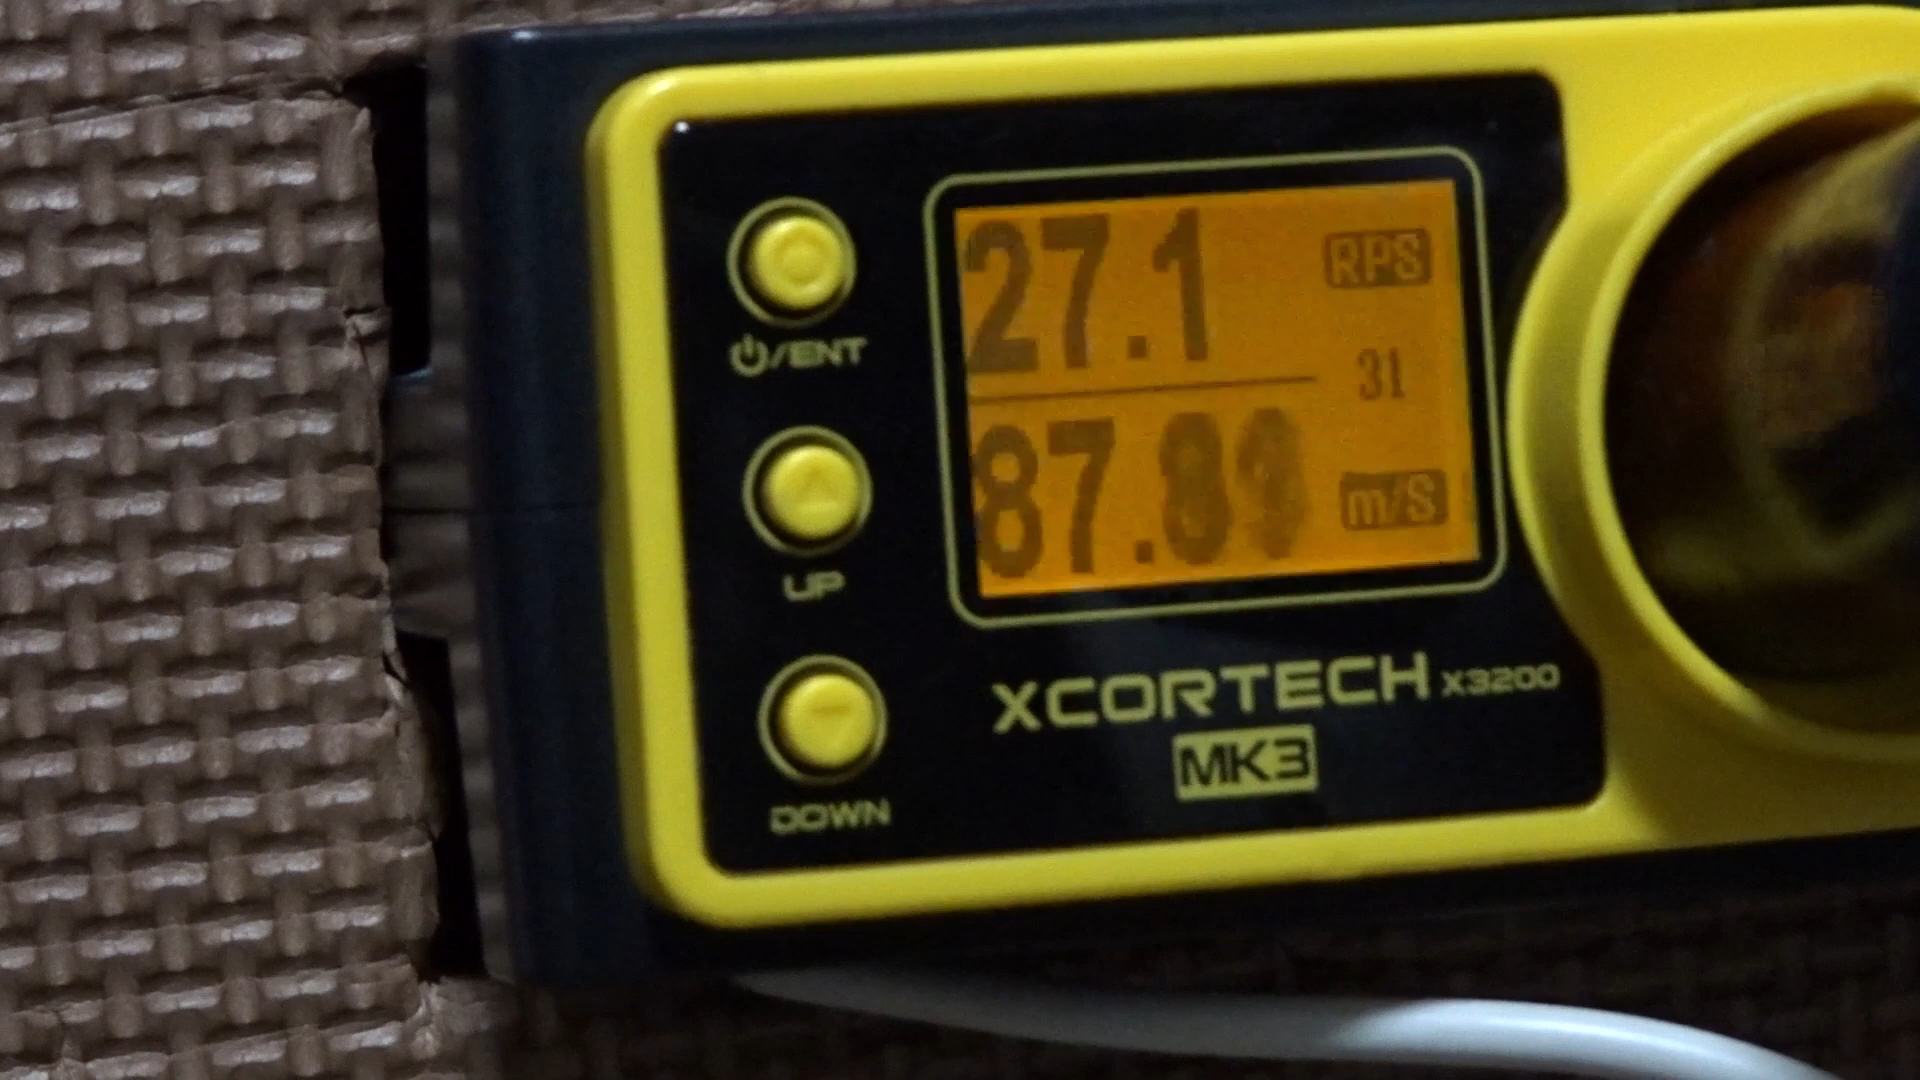 27.1 RPS
31
87. m/S
⏻/ENT
UP
DOWN
XCORTECH X3200
MK3